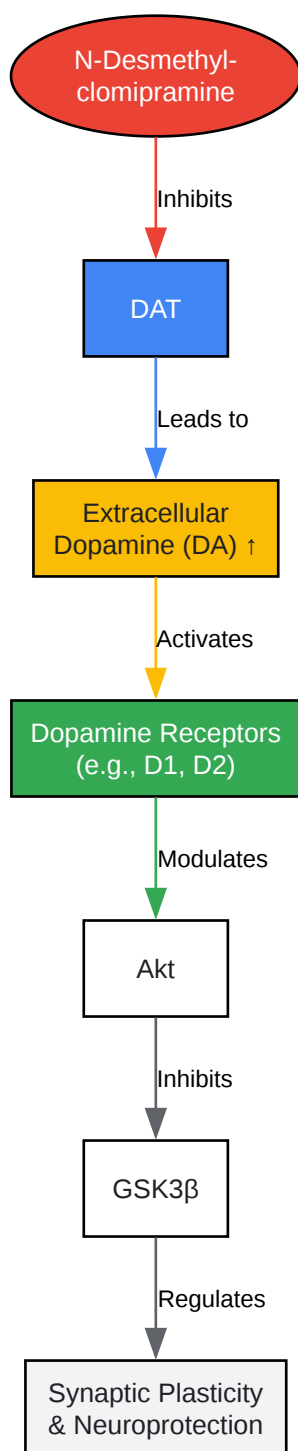 N-Desmethyl-
clomipramine
Inhibits
DAT
Leads to
Extracellular
Dopamine (DA) ↑
Activates
Dopamine Receptors
(e.g., D1, D2)
Modulates
Akt
Inhibits
GSK3β
Regulates
Synaptic Plasticity
& Neuroprotection